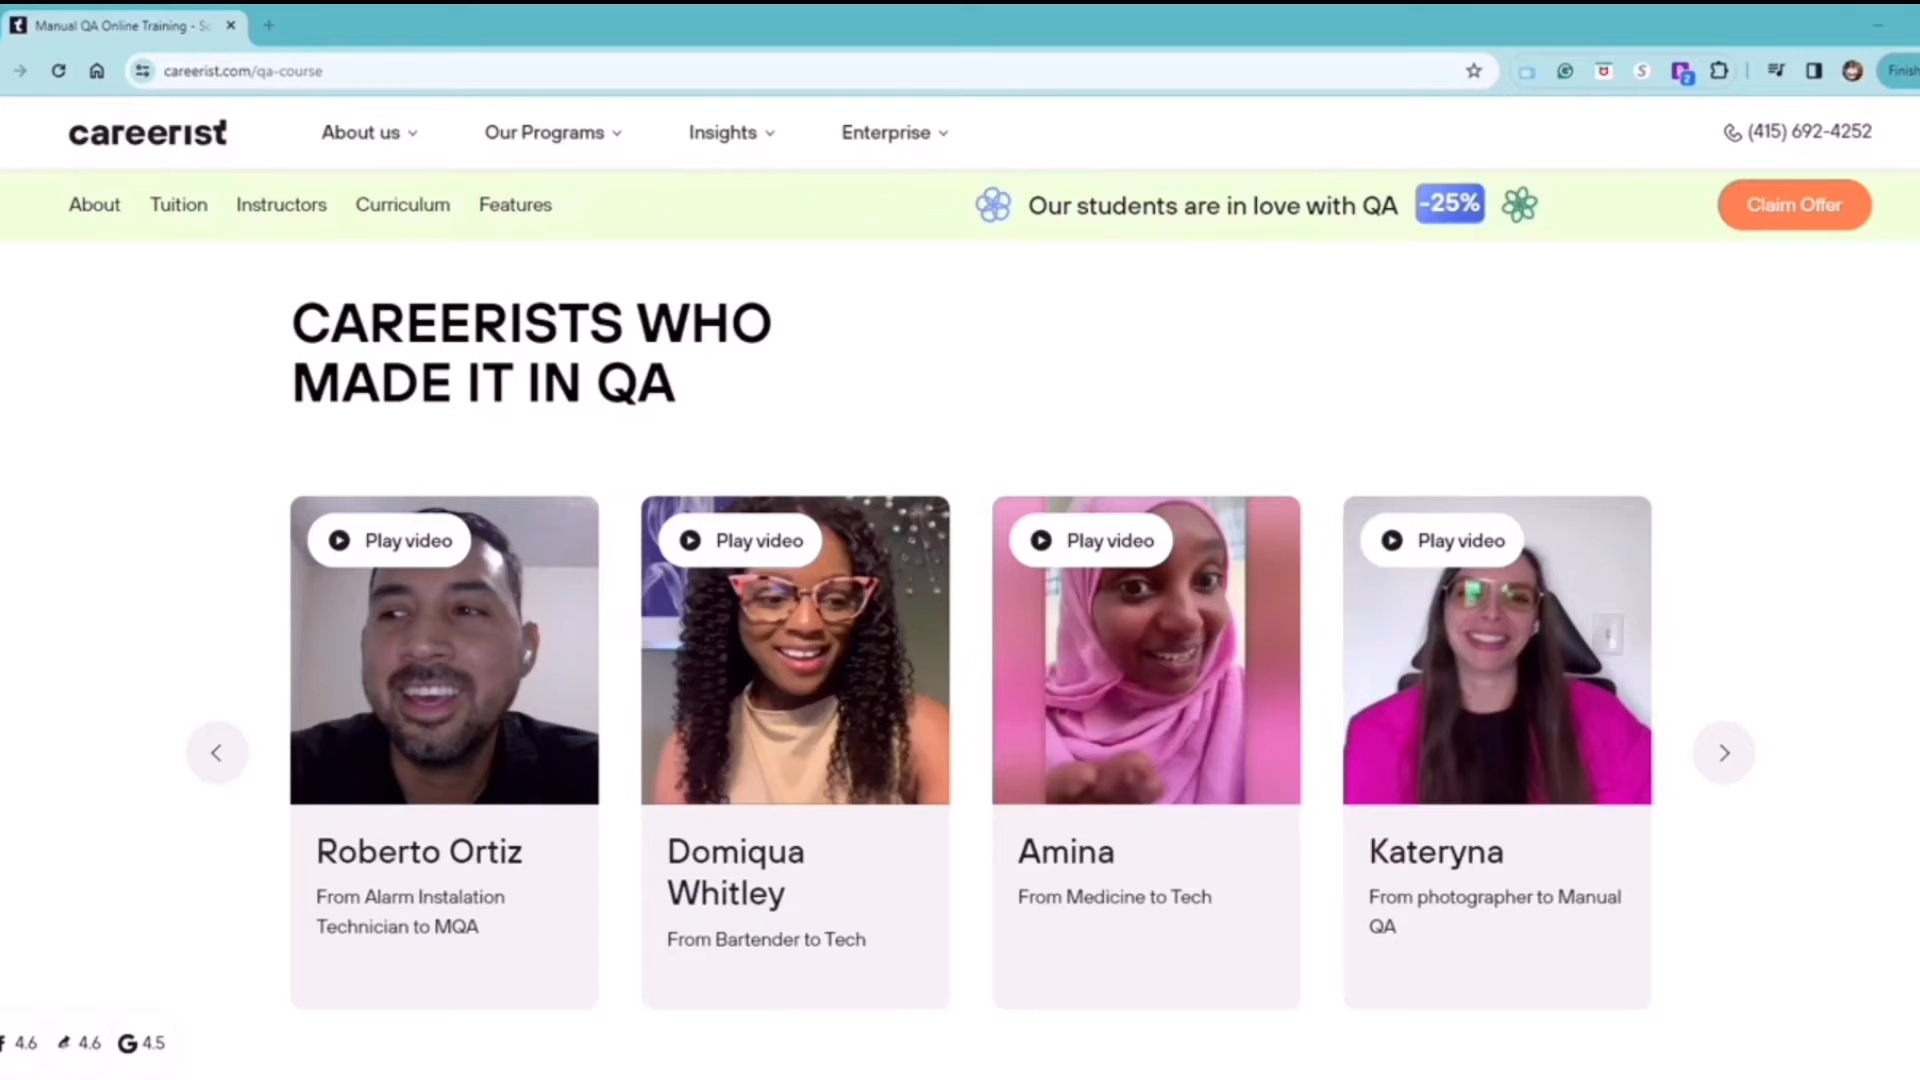 Manual QA Online Training - Sc
careerist.com/qa-course
2
Finish
careerist
About us
Our Programs
Insights
Enterprise
(415) 692-4252
About
Tuition
Instructors
Curriculum
Features
Our students are in love with QA
-25%
Claim Offer
CAREERISTS WHO
MADE IT IN QA
Play video
Play video
Play video
Play video
Roberto Ortiz
From Alarm Instalation
Technician to MQA
Domiqua
Whitley
From Bartender to Tech
Amina
From Medicine to Tech
Kateryna
From photographer to Manual
QA
4.6
4.6
G 4.5